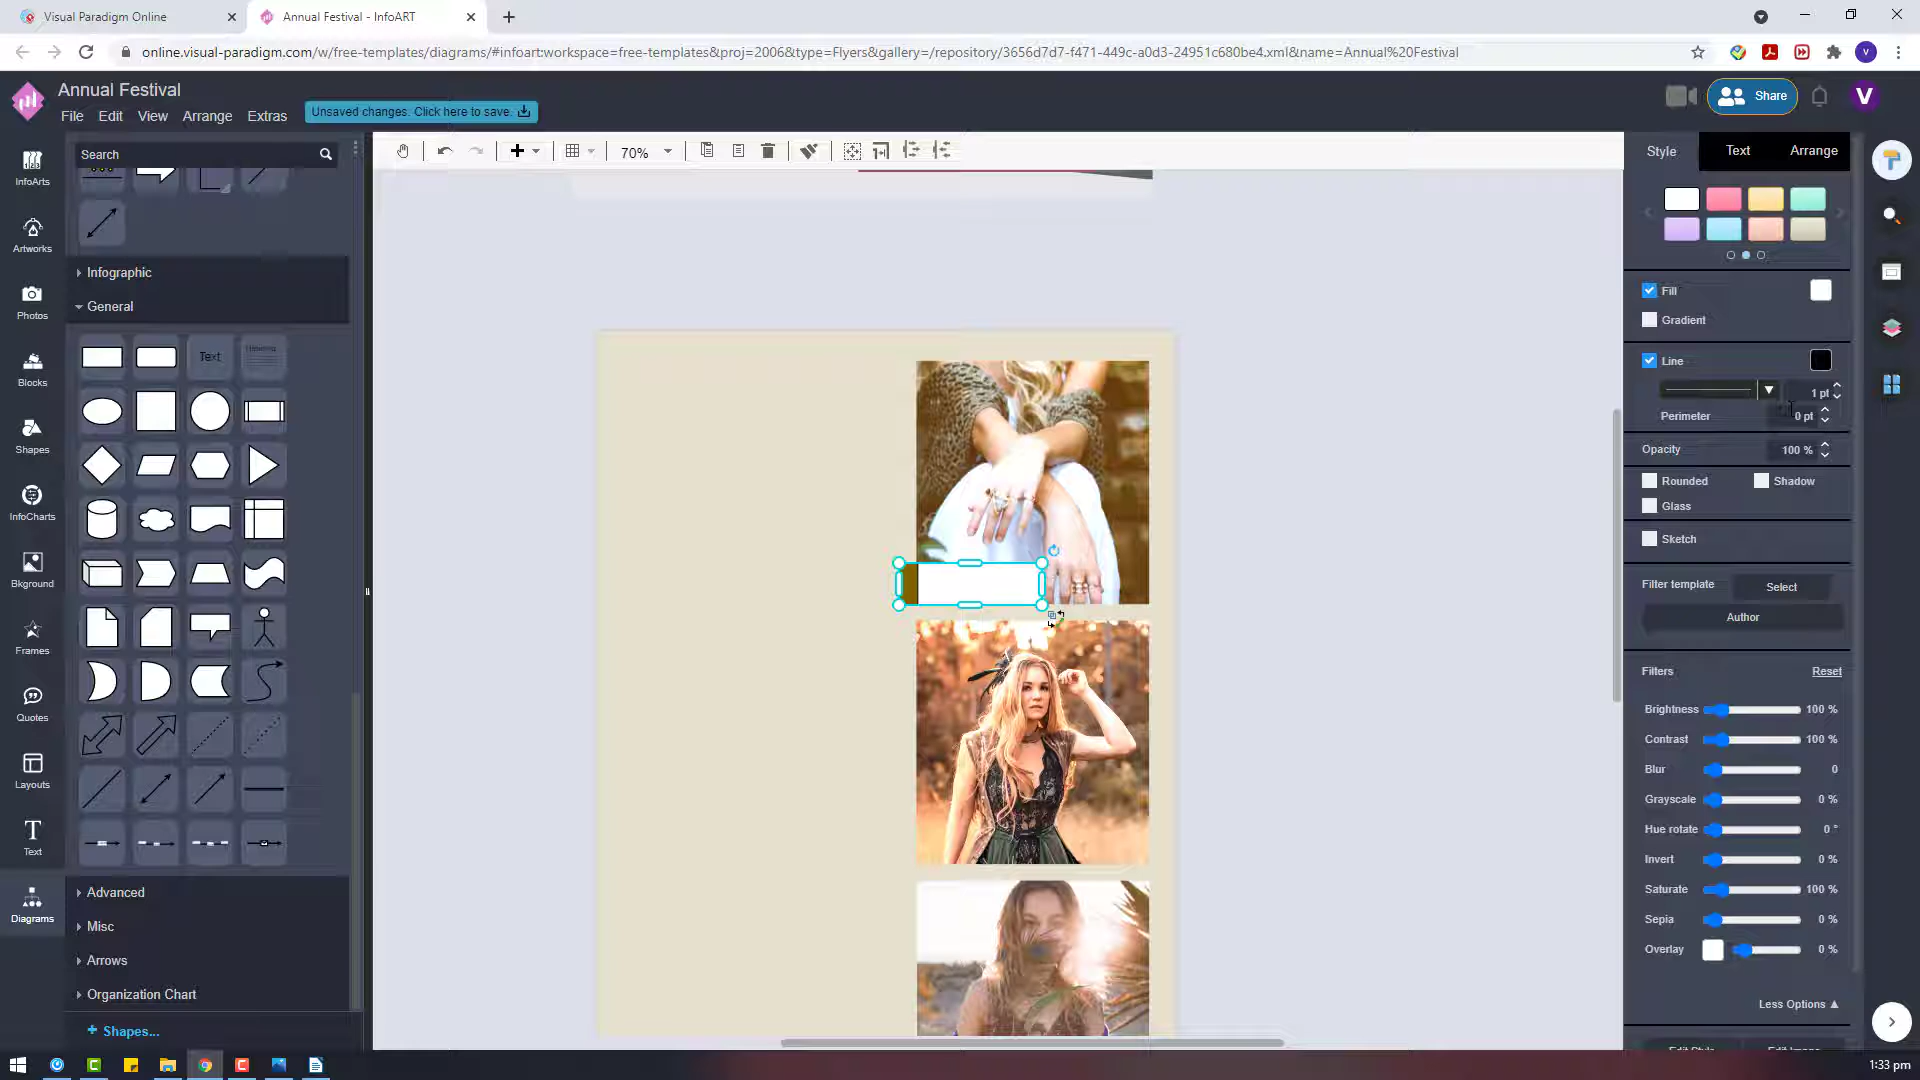 Visual Paradigm Online
Annual Festival - InfoART
online.visual-paradigm.com/w/free-templates/diagrams/#infoart:workspace=free-templates&proj=2006&type=Flyers&gallery=/repository/3656d7d7-f471-449c-a0d3-24951c680be4.xml&name=Annual%20Festival
V
Annual Festival
File Edit View Arrange Extras
Unsaved changes. Click here to save.
Share
V
Search
70%
Style Text Arrange
InfoArts
Artworks
Photos
Blocks
Shapes
InfoCharts
Bkground
Frames
Quotes
Layouts
Text
Diagrams
Infographic
General
Text
Heading
Advanced
Misc
Arrows
Organization Chart
+ Shapes...
Fill
Gradient
Line
1 pt
Perimeter 0 pt
Opacity 100 %
Rounded Shadow
Glass
Sketch
Filter template Select
Author
Filters Reset
Brightness 100 %
Contrast 100 %
Blur 0
Grayscale 0 %
Hue rotate 0 °
Invert 0 %
Saturate 100 %
Sepia 0 %
Overlay 0 %
Less Options
Edit Style Edit Image
1:33 pm